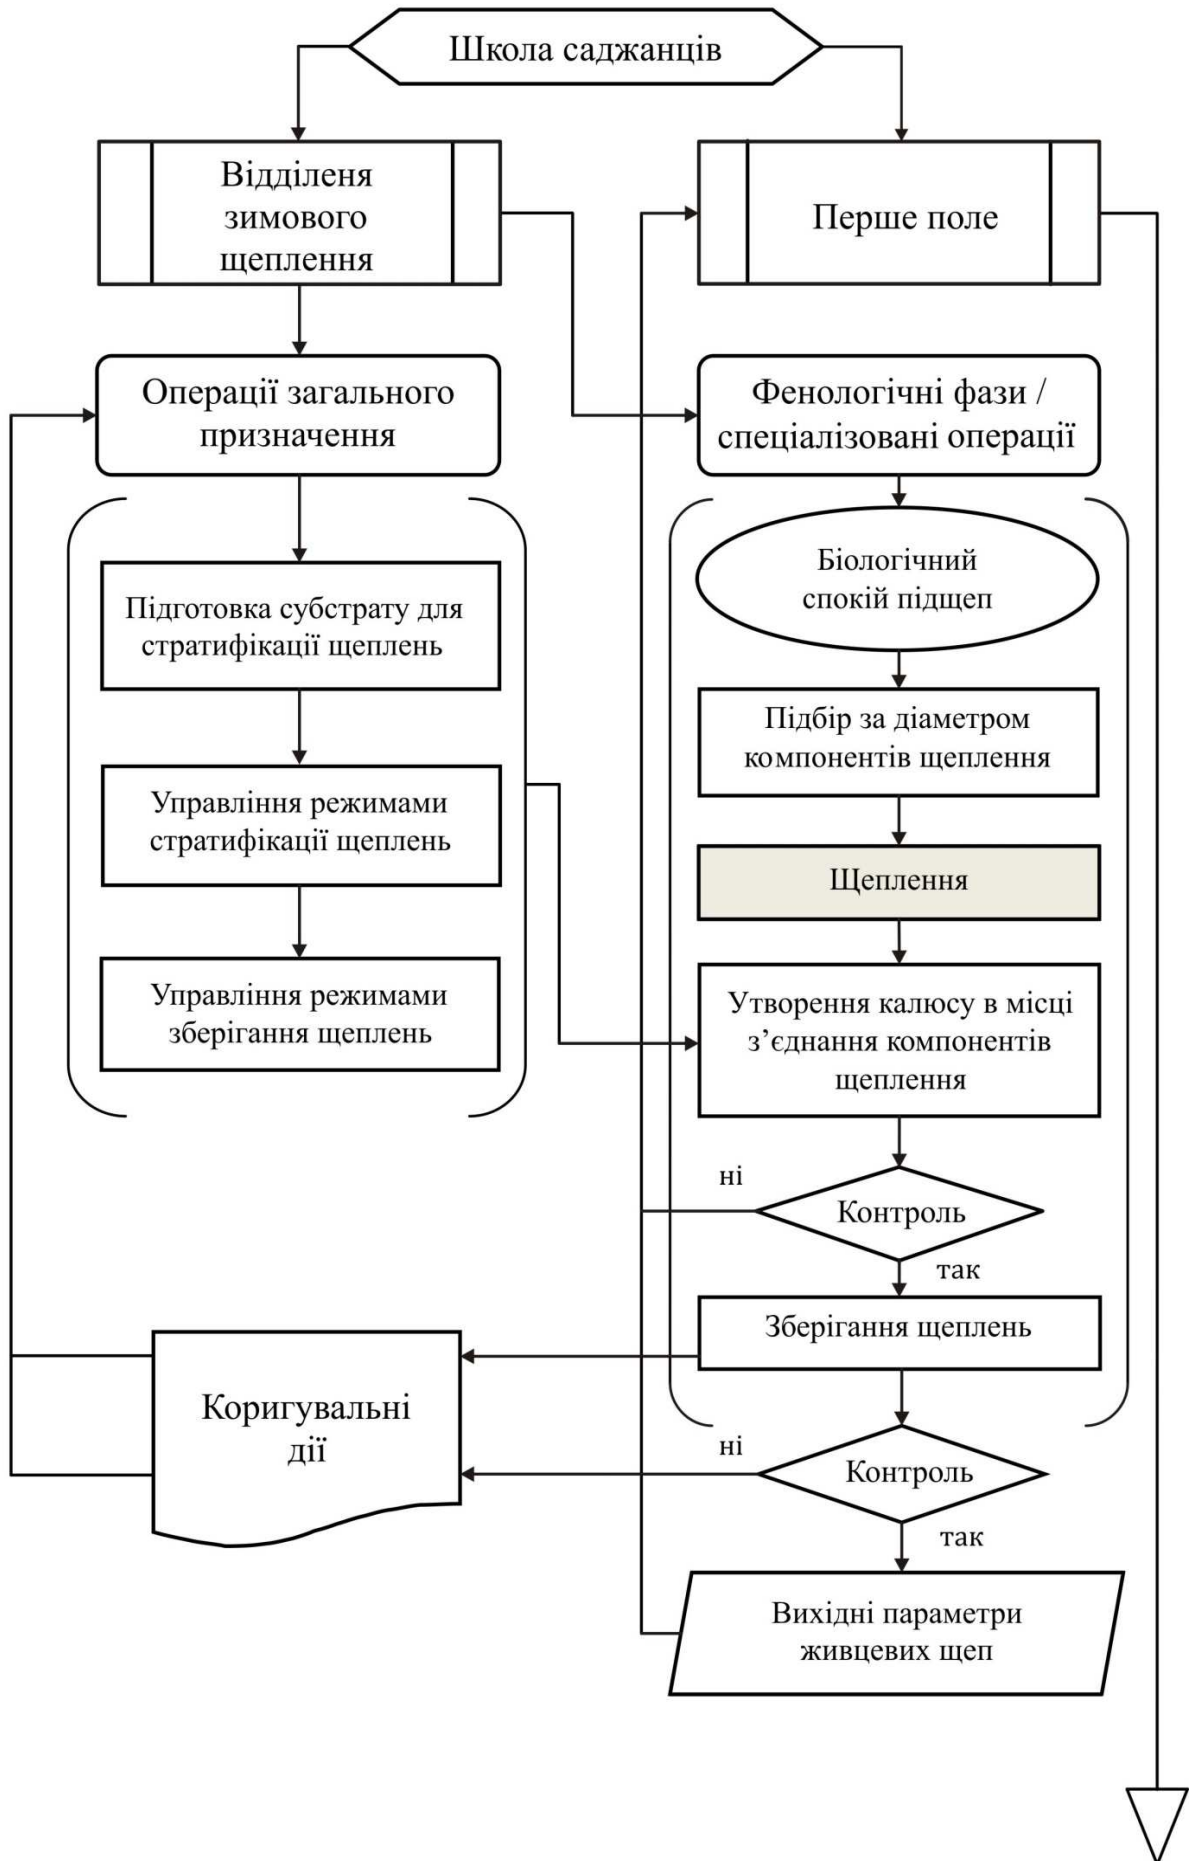 Школа саджанців
Відділеня
зимового
щеплення
Перше поле
Операції загального
призначення
Фенологічні фази /
спеціалізовані операції
Підготовка субстрату для
стратифікації щеплень
Управління режимами
стратифікації щеплень
Управління режимами
зберігання щеплень
Біологічний
спокій підщеп
Підбір за діаметром
компонентів щеплення
Щеплення
Утворення калюсу в місці
з’єднання компонентів
щеплення
ні
Контроль
так
Зберігання щеплень
Коригувальні
дії
ні
Контроль
так
Вихідні параметри
живцевих щеп